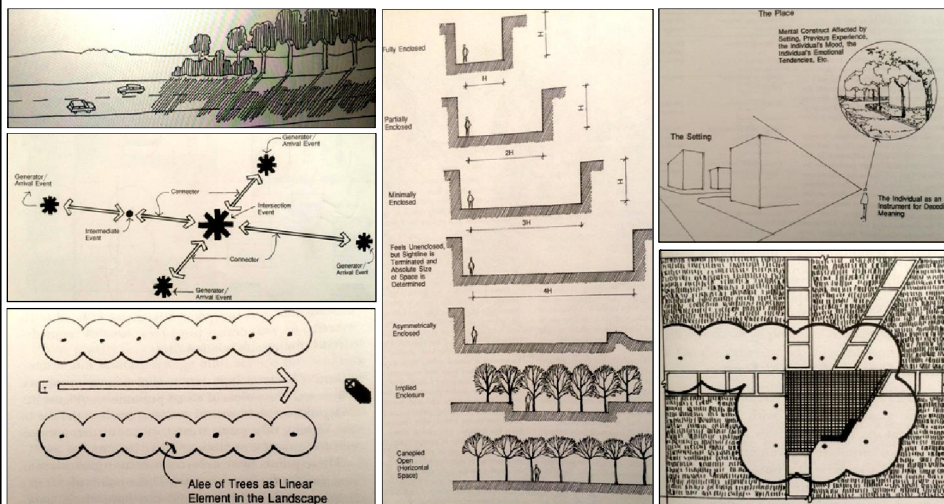 Generator/
Arrival Event
Generator/
Arrival Event
Connector
Intersection
Event
Intermediate
Event
Connector
Generator/
Arrival Event
Generator/
Arrival Event
Alee of Trees as Linear
Element in the Landscape
Fully Enclosed
H
H
Partially
Enclosed
H
2H
Minimally
Enclosed
H
3H
Feels Unenclosed,
but Sightline is
Terminated and
Absolute Size
of Space is
Determined
4H
Asymmetrically
Enclosed
Implied
Enclosure
Canopied
Open
(Horizontal
Space)
The Place
Mental Construct Affected by
Setting, Previous Experience,
the Individual's Mood, the
Individual's Emotional
Tendencies, Etc.
The Setting
The Individual as an
Instrument for
Meaning